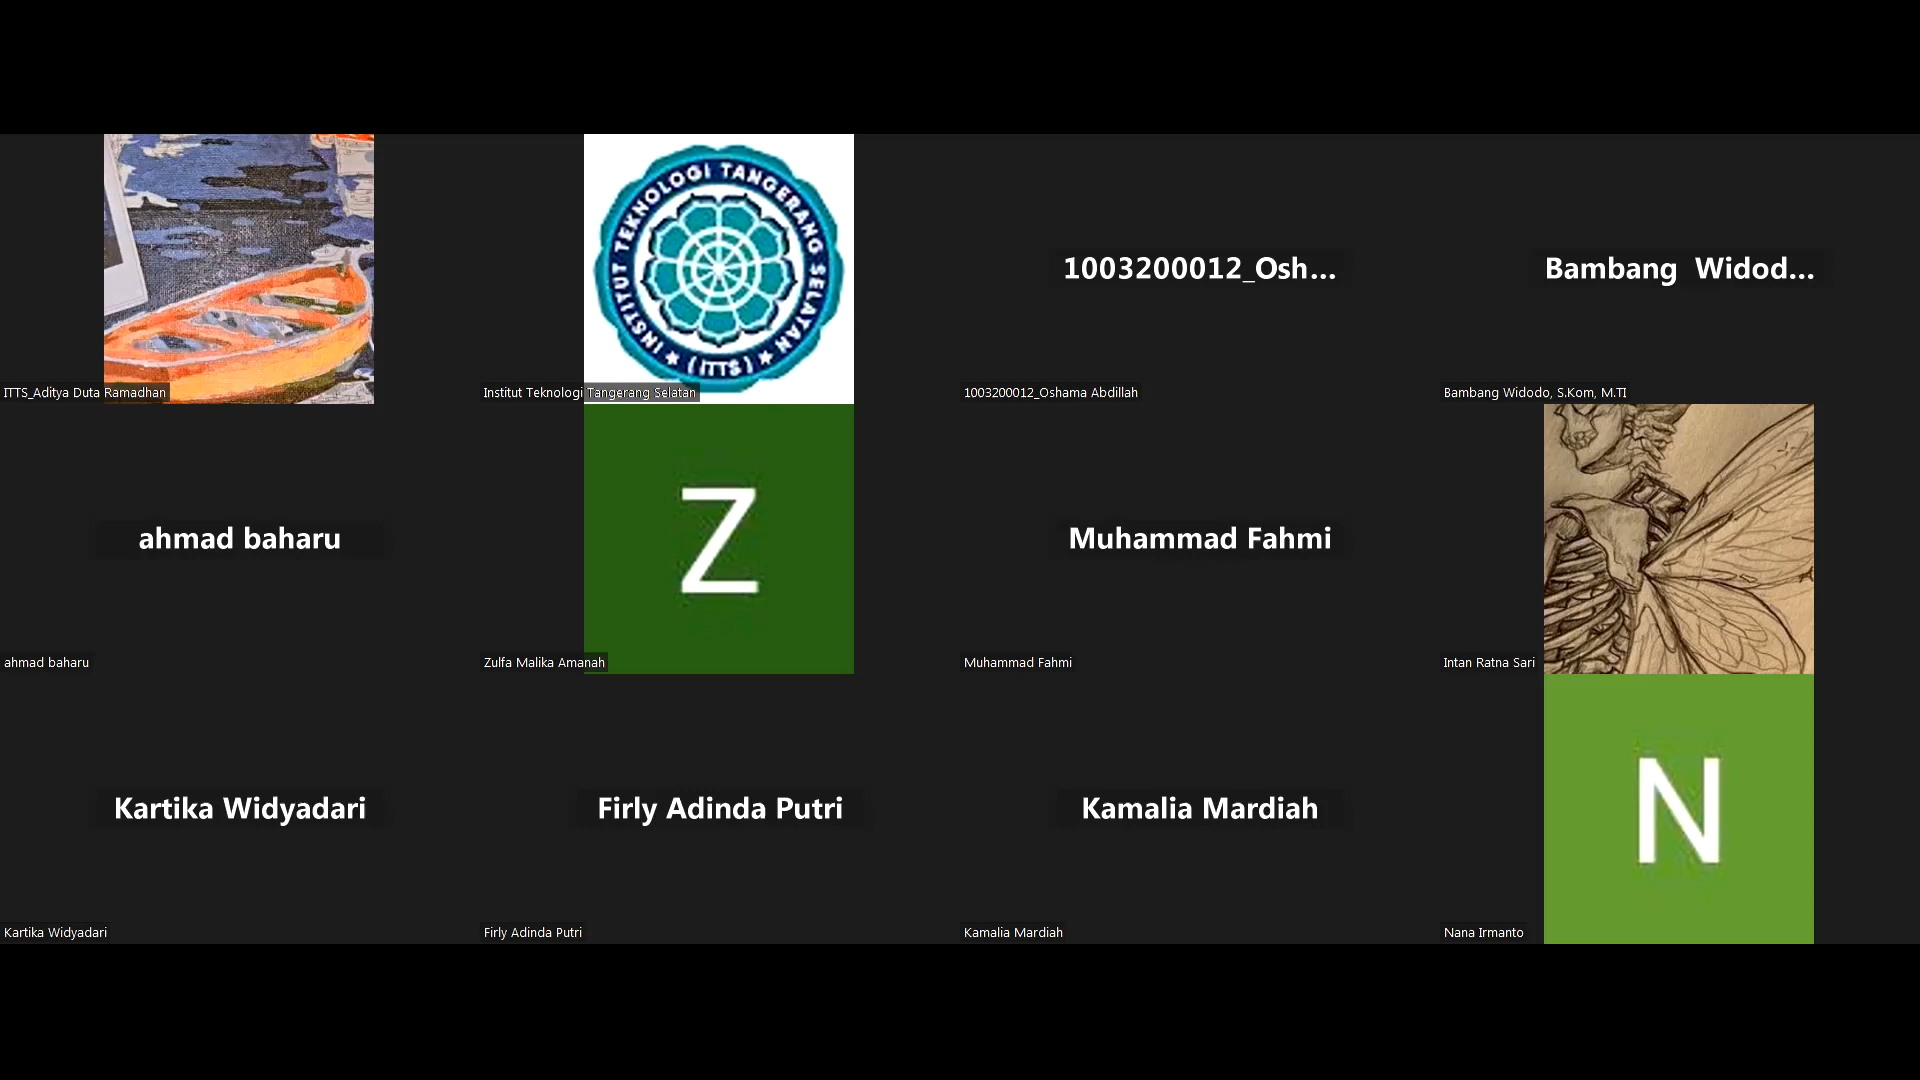 INSTITUT TEKNOLOGI TANGERANG SELATAN
★ (ITTS) ★
1003200012_Osh...
Bambang  Widod...
ITTS_Aditya Duta Ramadhan
Institut Teknologi Tangerang Selatan
1003200012_Oshama Abdillah
Bambang Widodo, S.Kom, M.TI
ahmad baharu
Z
Muhammad Fahmi
ahmad baharu
Zulfa Malika Amanah
Muhammad Fahmi
Intan Ratna Sari
Kartika Widyadari
Firly Adinda Putri
Kamalia Mardiah
N
Kartika Widyadari
Firly Adinda Putri
Kamalia Mardiah
Nana Irmanto